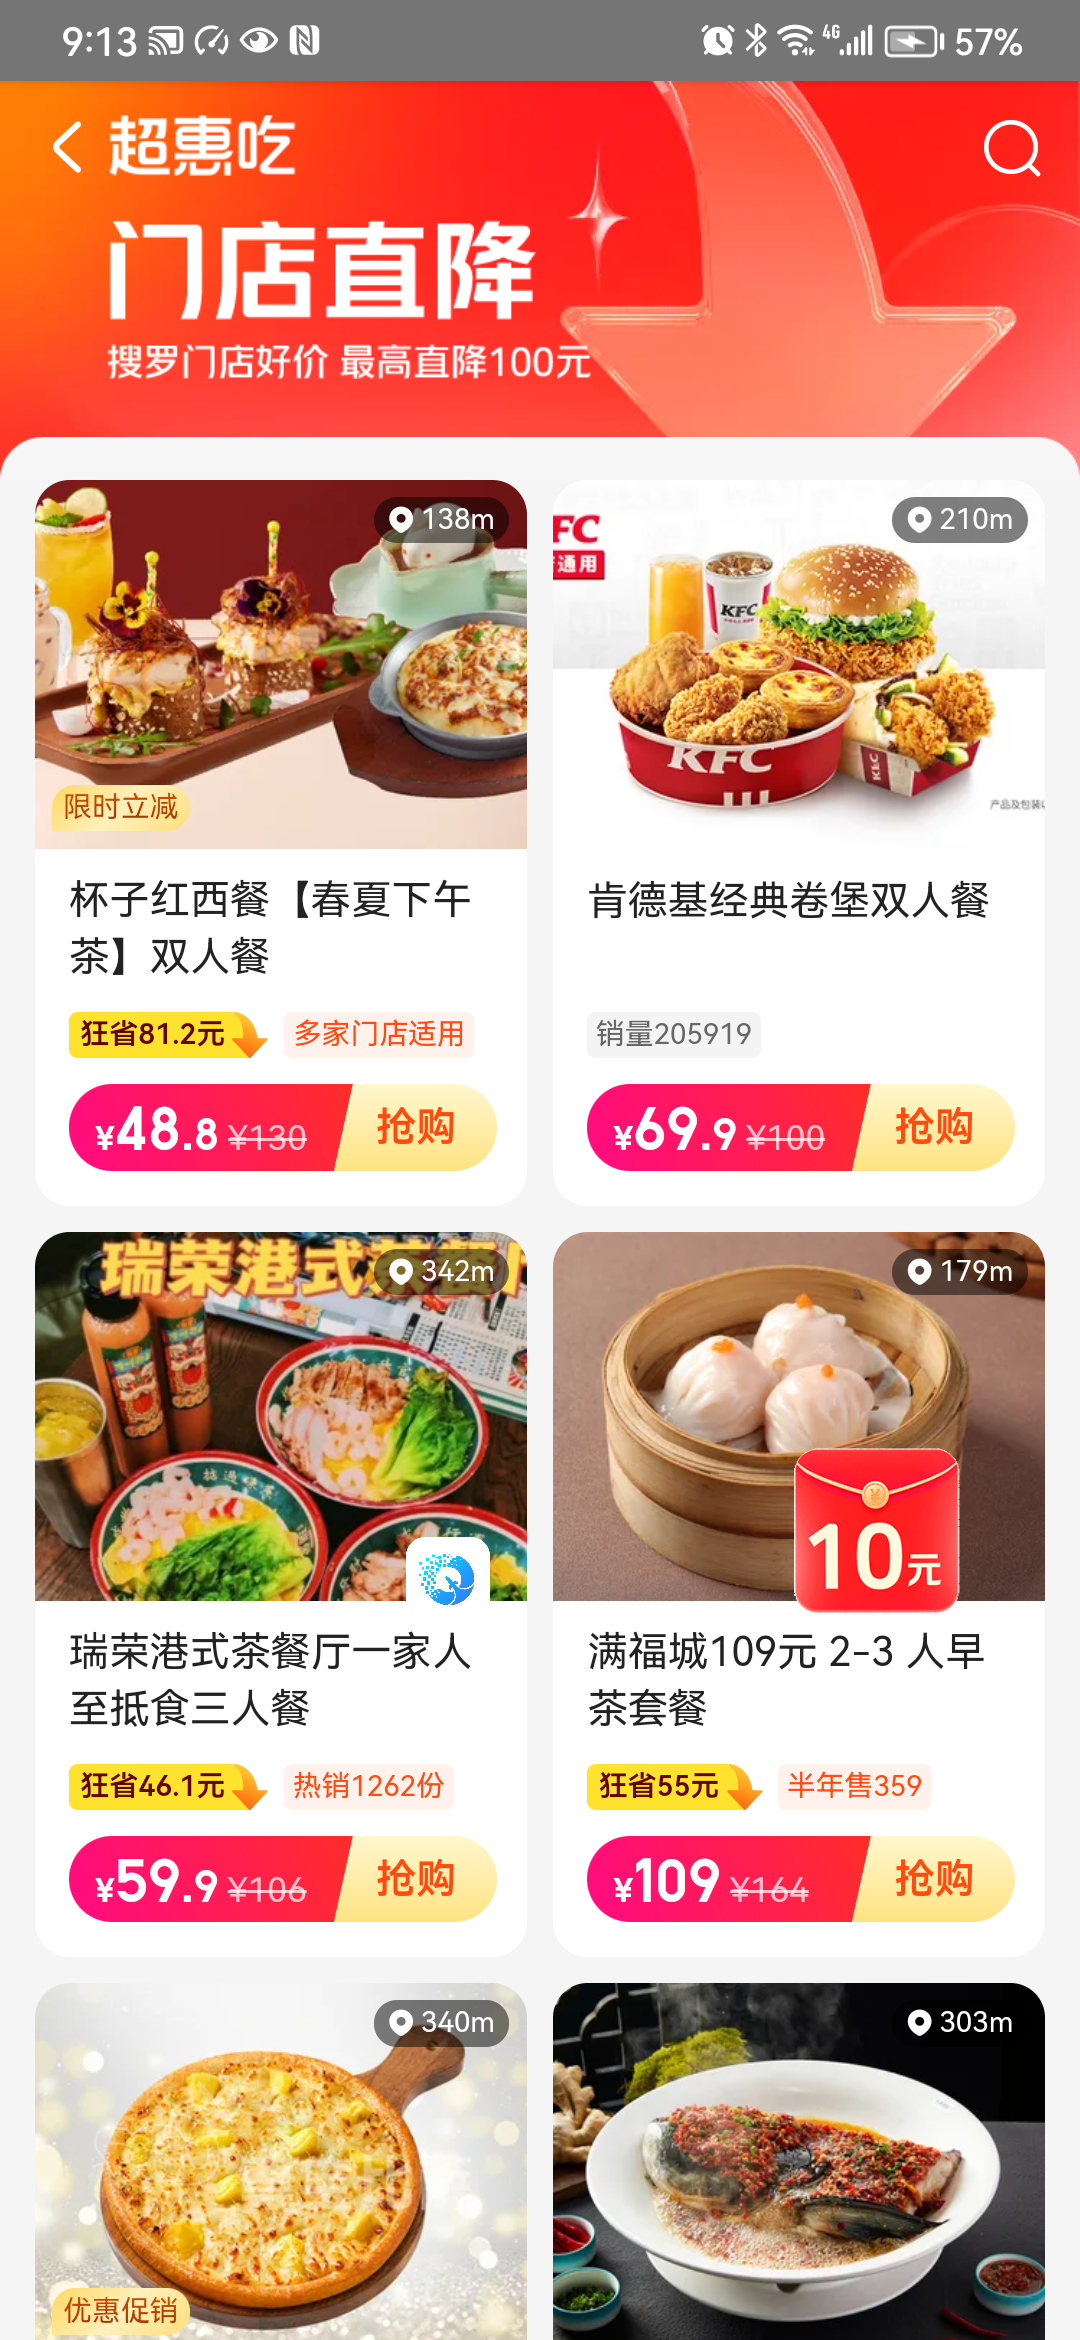 9:13
4G
57%
超惠吃
门店直降
搜罗门店好价 最高直降100元
138m
限时立减
杯子红西餐【春夏下午
茶】双人餐
狂省81.2元
多家门店适用
¥48.8 ¥130
抢购
210m
FC
通用
KFC
KFC
KFC
肯德基经典卷堡双人餐
销量205919
¥69.9 ¥100
抢购
瑞荣港式茶餐厅
342m
瑞荣港式茶餐厅一家人
至抵食三人餐
狂省46.1元
热销1262份
¥59.9 ¥106
抢购
179m
10元
满福城109元 2-3 人早
茶套餐
狂省55元
半年售359
¥109 ¥164
抢购
340m
优惠促销
303m